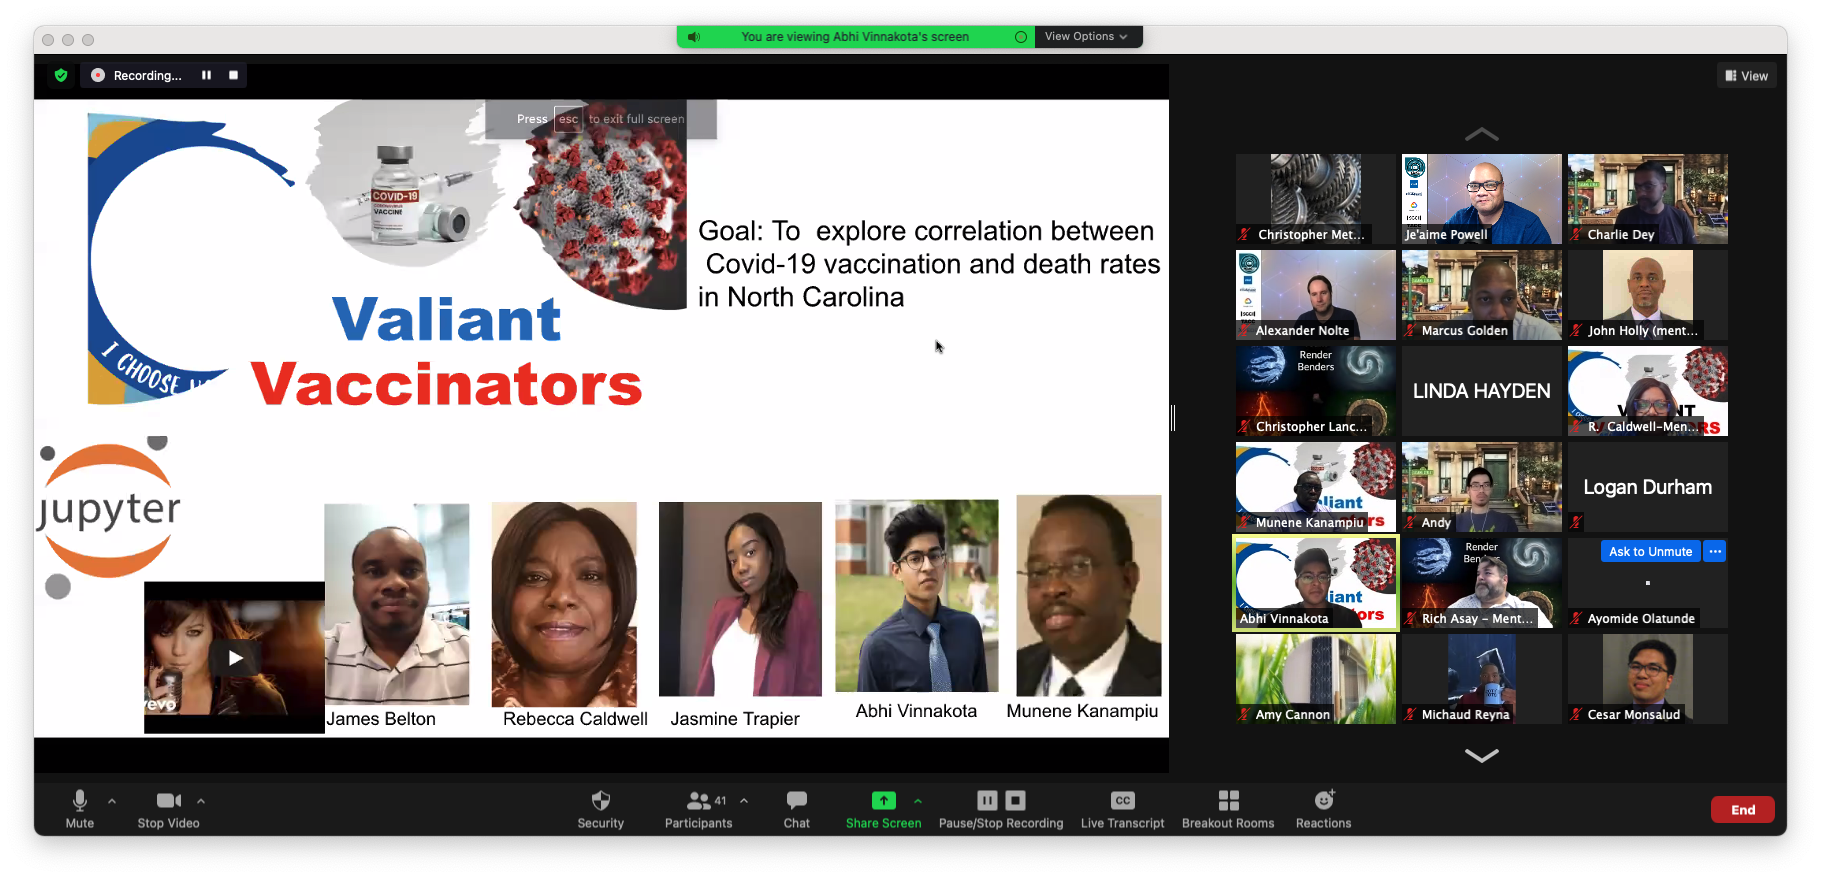 You are viewing Abhi Vinnakota's screen
View Options
Recording...
View
Press esc to exit full screen
COVID-19
CORONAVIRUS
VACCINE
Goal: To explore correlation between
Covid-19 vaccination and death rates
in North Carolina
Valiant
Vaccinators
I CHOOSE
jupyter
vevo
James Belton
Rebecca Caldwell
Jasmine Trapier
Abhi Vinnakota
Munene Kanampiu
Christopher Met...
Je'aime Powell
Charlie Dey
Alexander Nolte
Marcus Golden
John Holly (ment...
Render
Benders
Christopher Lanc...
LINDA HAYDEN
R. Caldwell-Men...
Munene Kanampiu
Andy
Logan Durham
Abhi Vinnakota
Render
Rich Asay - Ment...
Ask to Unmute
Ayomide Olatunde
Amy Cannon
Michaud Reyna
Cesar Monsalud
Mute
Stop Video
Security
Participants
41
Chat
Share Screen
Pause/Stop Recording
CC
Live Transcript
Breakout Rooms
Reactions
End